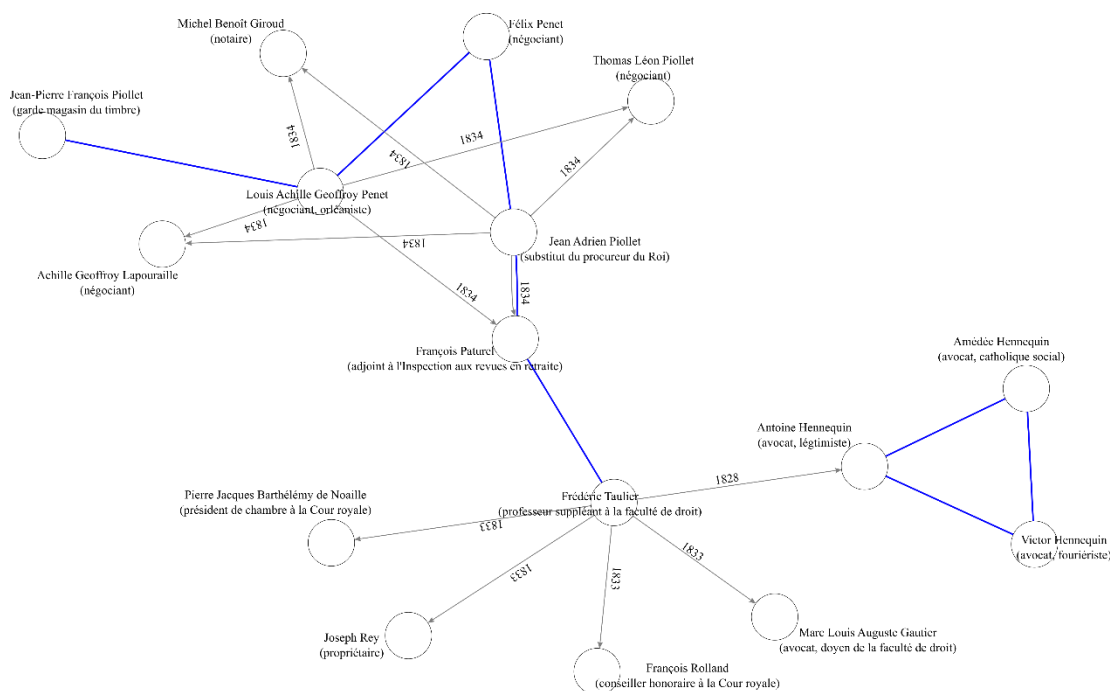 Michel Benoît Giroud
(notaire)
Félix Penet
(négociant)
Thomas Léon Piollet
(négociant)
Jean-Pierre François Piollet
(garde magasin du timbre)
1834
1834
1834
1834
Louis Achille Geoffroy Penet
(négociant, orléaniste)
1834
1834
Jean Adrien Piollet
(substitut du procureur du Roi)
Achille Geoffroy Lapouraille
(négociant)
1834
1834
François Paturel
(adjoint à l'Inspection aux revues en retraite)
Amédée Hennequin
(avocat, catholique social)
Antoine Hennequin
(avocat, légtimiste)
1828
Pierre Jacques Barthélémy de Noaille
(président de chambre à la Cour royale)
Frédéric Taulier
(professeur suppléant à la faculté de droit)
1833
Victor Hennequin
(avocat, fouriériste)
1833
1833
1833
Joseph Rey
(propriétaire)
Marc Louis Auguste Gautier
(avocat, doyen de la faculté de droit)
François Rolland
(conseiller honoraire à la Cour royale)